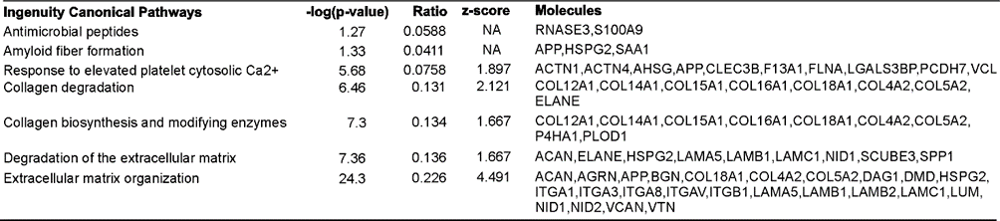 Ingenuity Canonical Pathways -log(p-value) Ratio z-score Molecules
Antimicrobial peptides 1.27 0.0588 NA RNASE3,S100A9
Amyloid fiber formation 1.33 0.0411 NA APP,HSPG2,SAA1
Response to elevated platelet cytosolic Ca2+ 5.68 0.0758 1.897 ACTN1,ACTN4,AHSG,APP,CLEC3B,F13A1,FLNA,LGALS3BP,PCDH7,VCL
Collagen degradation 6.46 0.131 2.121 COL12A1,COL14A1,COL15A1,COL16A1,COL18A1,COL4A2,COL5A2,
ELANE
Collagen biosynthesis and modifying enzymes 7.3 0.134 1.667 COL12A1,COL14A1,COL15A1,COL16A1,COL18A1,COL4A2,COL5A2,
P4HA1,PLOD1
Degradation of the extracellular matrix 7.36 0.136 1.667 ACAN,ELANE,HSPG2,LAMA5,LAMB1,LAMC1,NID1,SCUBE3,SPP1
Extracellular matrix organization 24.3 0.226 4.491 ACAN,AGRN,APP,BGN,COL18A1,COL4A2,COL5A2,DAG1,DMD,HSPG2,
ITGA1,ITGA3,ITGA8,ITGAV,ITGB1,LAMA5,LAMB1,LAMB2,LAMC1,LUM,
NID1,NID2,VCAN,VTN